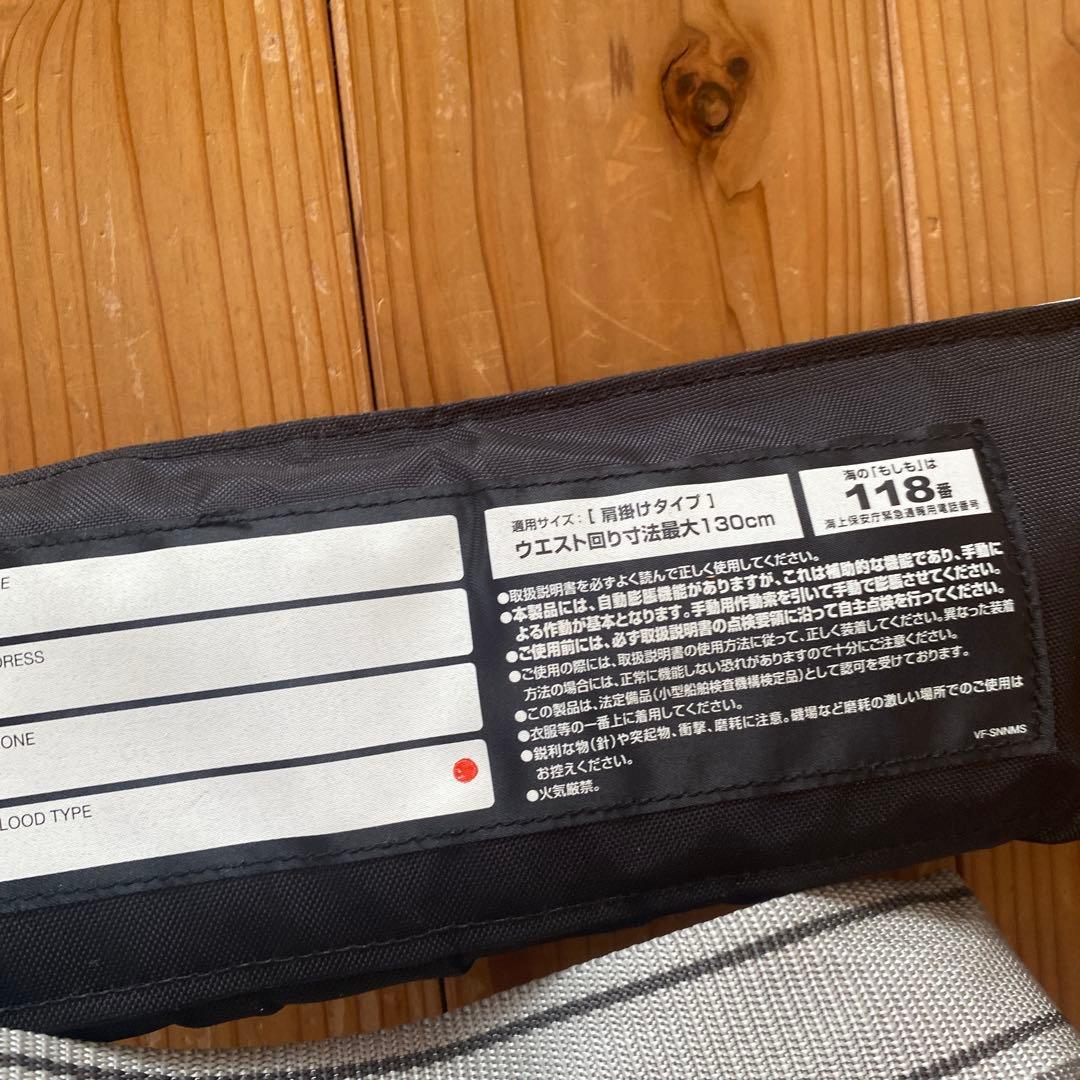 E
DRESS
ONE
LOOD TYPE
適用サイズ:[ 肩掛けタイプ ]
ウエスト回り寸法最大130cm
海の「もしも」は
118番
海上保安庁緊急通報用電話番号
●取扱説明書を必ずよく読んで正しく使用してください。
●本製品には、自動膨脹機能がありますが、これは補助的な機能であり、手動に
よる作動が基本となります。手動用作動索を引いて手動で膨脹させてください。
●ご使用前には、必ず取扱説明書の点検要領に沿って自主点検を行ってください。
●ご使用の際には、取扱説明書の使用方法に従って、正しく装着してください。異なった装着
方法の場合には、正常に機能しない恐れがありますので十分にご注意ください。
●この製品は、法定備品(小型船舶検査機構検定品)として認可を受けております。
●衣服等の一番上に着用してください。
●鋭利な物(針)や突起物、衝撃、磨耗に注意。磯場など磨耗の激しい場所でのご使用は
お控えください。
●火気厳禁。
VF-SNNMS